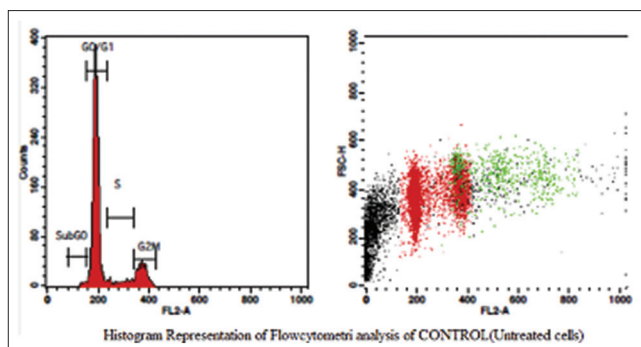 400
320
240
160
80
0
Counts
GO/G1
S
SubGO
G2M
0 200 400 600 800 1000
FL2-A
1000
800
600
400
200
0
FSC-H
0 200 400 600 800 1000
FL2-A
Histogram Representation of Flowcytometri analysis of CONTROL(Untreated cells)